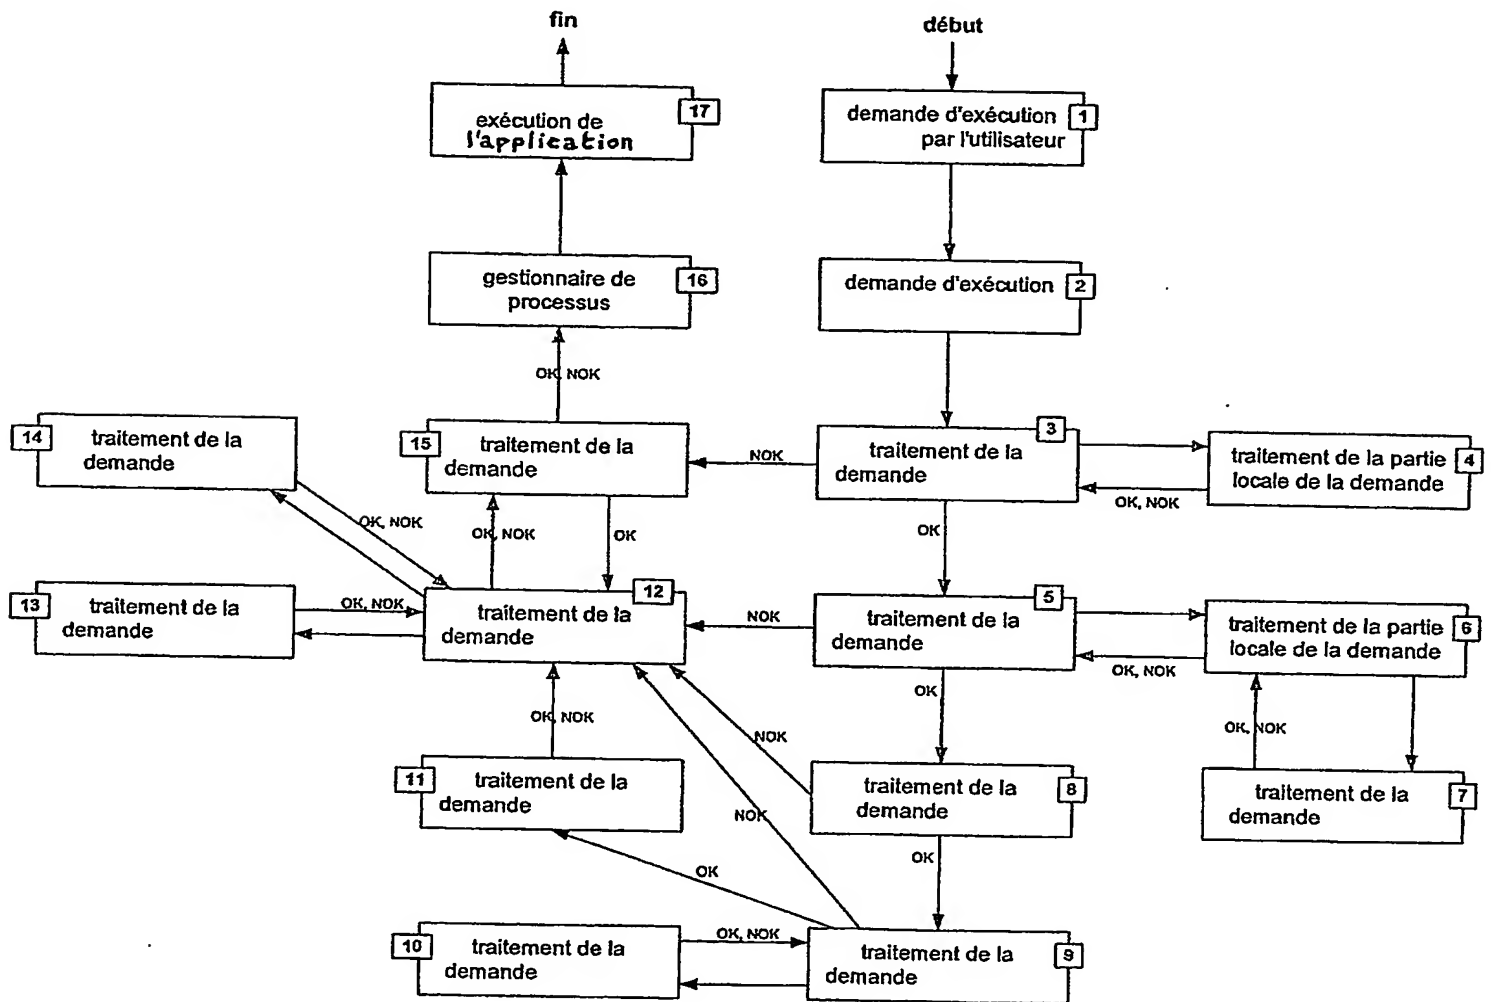 fin
début
exécution de
l'application
17
demande d'exécution
par l'utilisateur
1
gestionnaire de
processus
16
demande d'exécution
2
OK, NOK
14
traitement de la
demande
15
traitement de la
demande
NOK
3
traitement de la
demande
traitement de la partie
locale de la demande
4
OK, NOK
OK, NOK
OK, NOK
OK
OK
13
traitement de la
demande
OK, NOK
12
traitement de la
demande
NOK
5
traitement de la
demande
traitement de la partie
locale de la demande
6
OK, NOK
OK
OK, NOK
NOK
OK, NOK
11
traitement de la
demande
NOK
traitement de la
demande
8
traitement de la
demande
7
OK
OK
10
traitement de la
demande
OK, NOK
traitement de la
demande
9